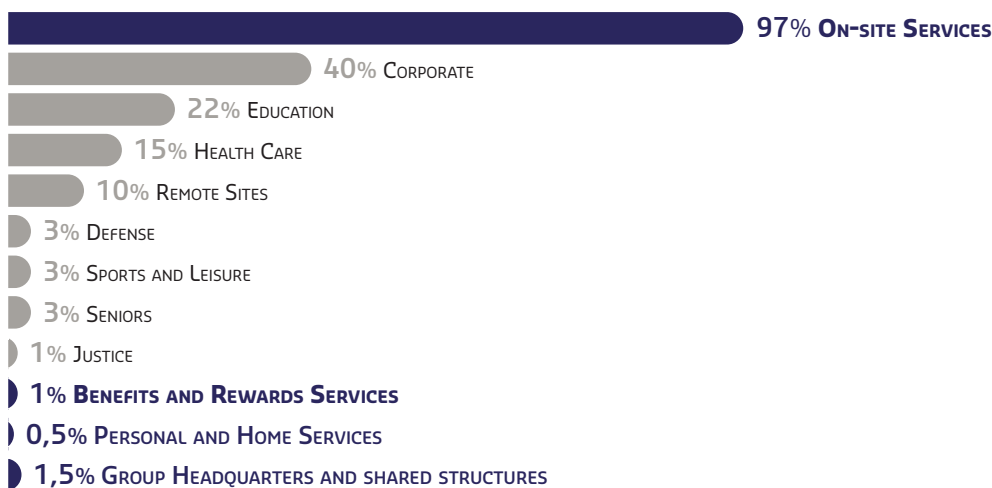 97% On-site Services
40% Corporate
22% Education
15% Health Care
10% Remote Sites
3% Defense
3% Sports and Leisure
3% Seniors
1% Justice
1% Benefits and Rewards Services
0,5% Personal and Home Services
1,5% Group Headquarters and shared structures